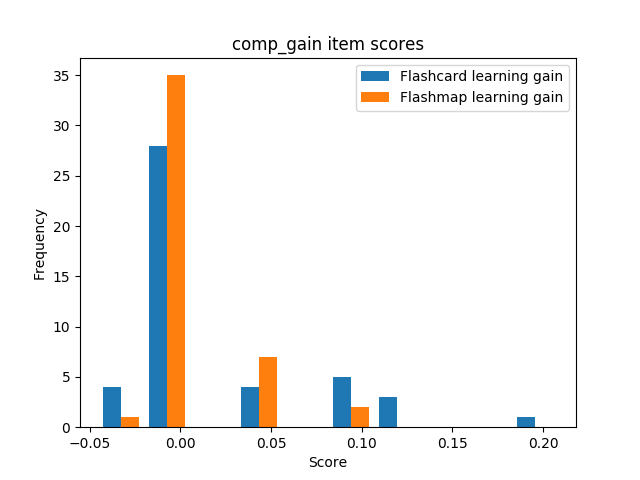 comp_gain item scores
Flashcard learning gain
Flashmap learning gain
35
30
25
20
15
10
5
0
Frequency
−0.05
0.00
0.05
0.10
0.15
0.20
Score